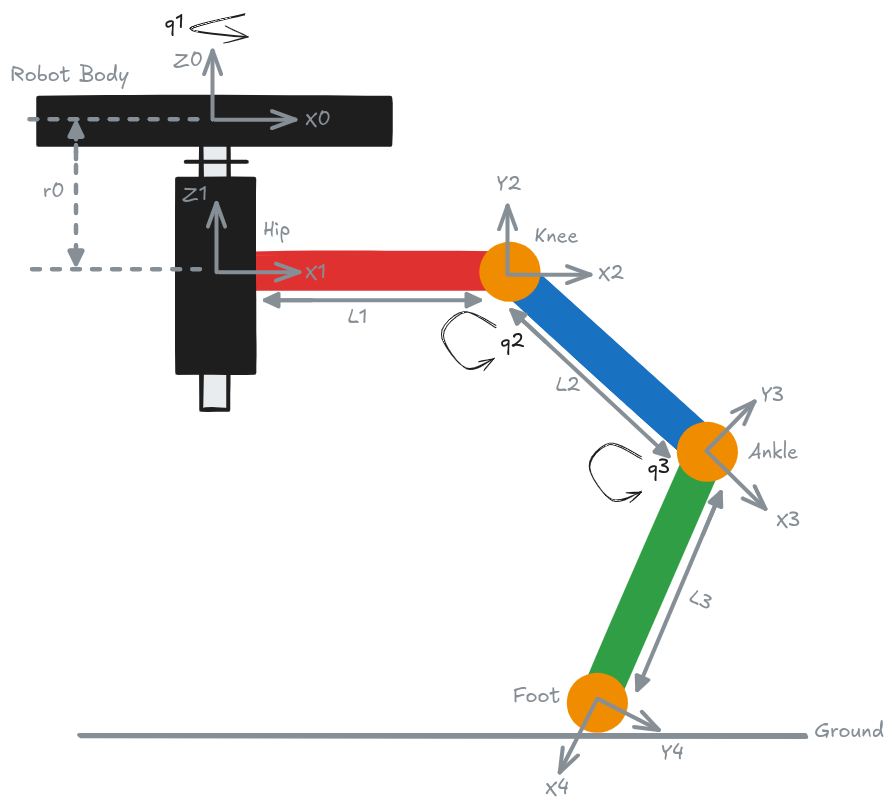 q1
Z0
Robot Body
X0
r0
Z1
Hip
X1
L1
Y2
Knee
X2
q2
L2
Y3
Ankle
q3
X3
L3
Foot
Ground
Y4
X4